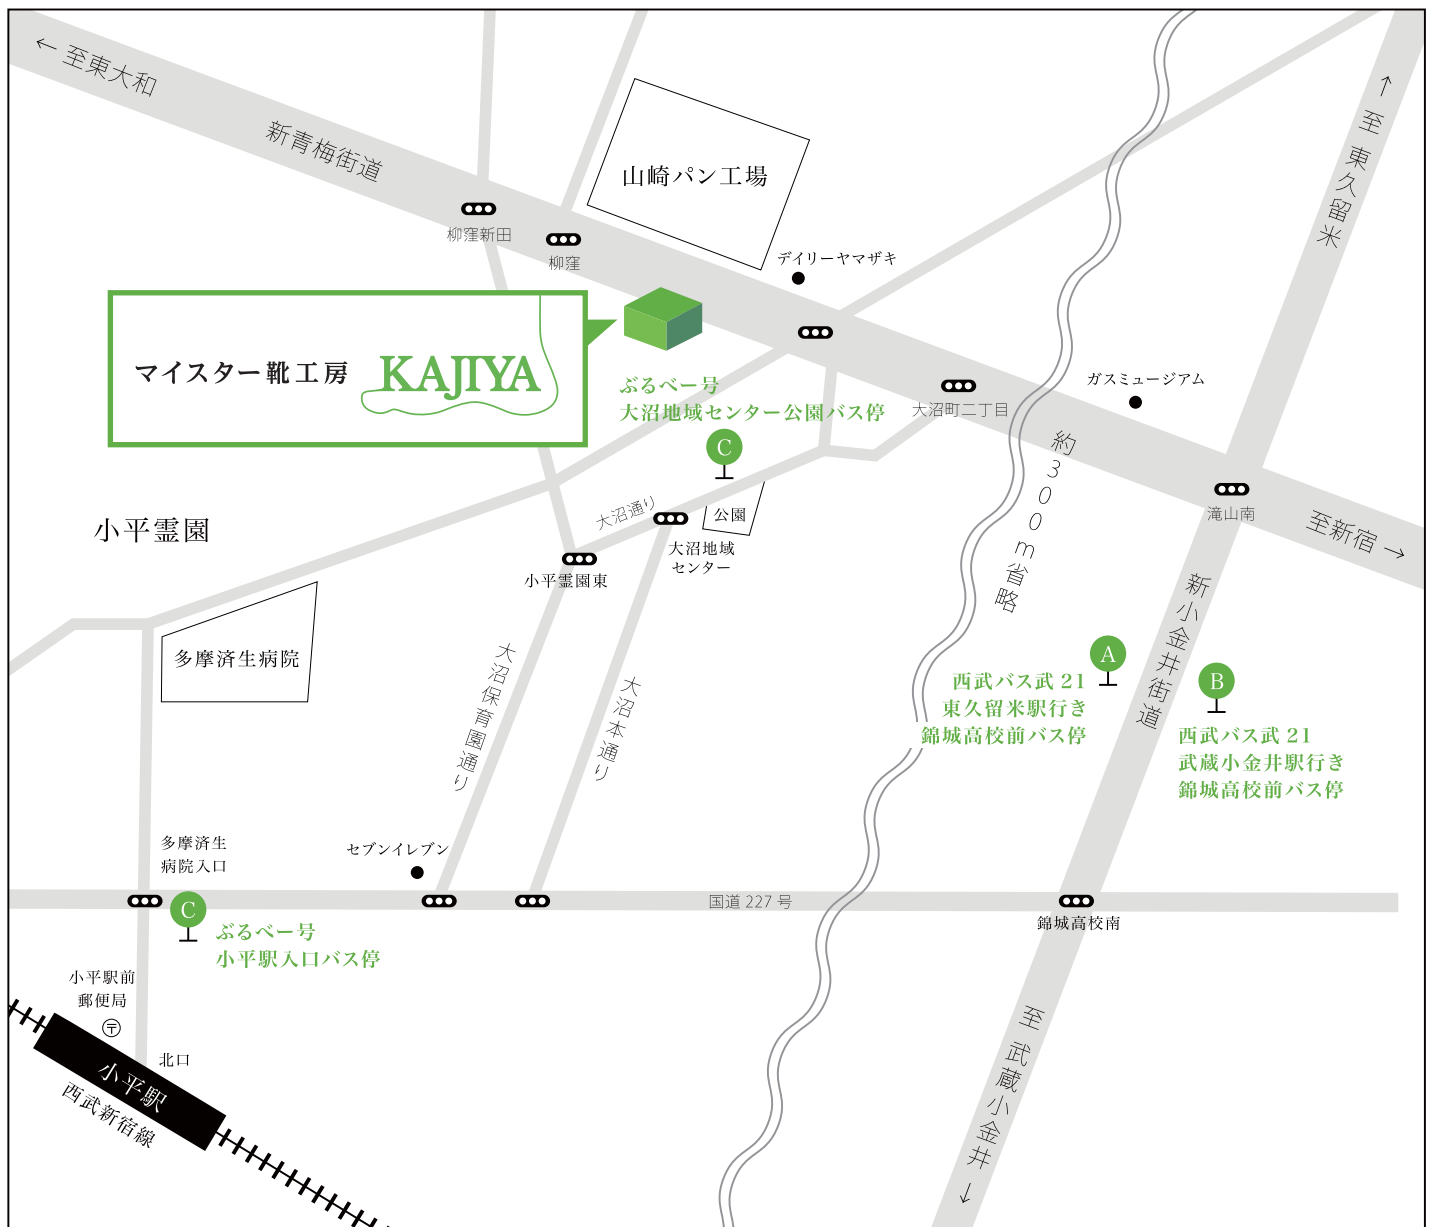 ← 至東大和
新青梅街道
山崎パン工場
柳窪新田
柳窪
デイリーヤマザキ
↑ 至 東久留米
マイスター靴工房
KAJIYA
ぶるべー号
大沼地域センター公園バス停
C
大沼町二丁目
ガスミュージアム
約300m省略
滝山南
至新宿 →
小平霊園
大沼通り
公園
大沼地域
センター
小平霊園東
新小金井街道
多摩済生病院
大沼保育園通り
大沼本通り
A
西武バス武 21
東久留米駅行き
錦城高校前バス停
B
西武バス武 21
武蔵小金井駅行き
錦城高校前バス停
多摩済生
病院入口
セブンイレブン
国道 227 号
錦城高校南
C
ぶるべー号
小平駅入口バス停
小平駅前
郵便局
〒
北口
小平駅
西武新宿線
至 武蔵小金井 ↓